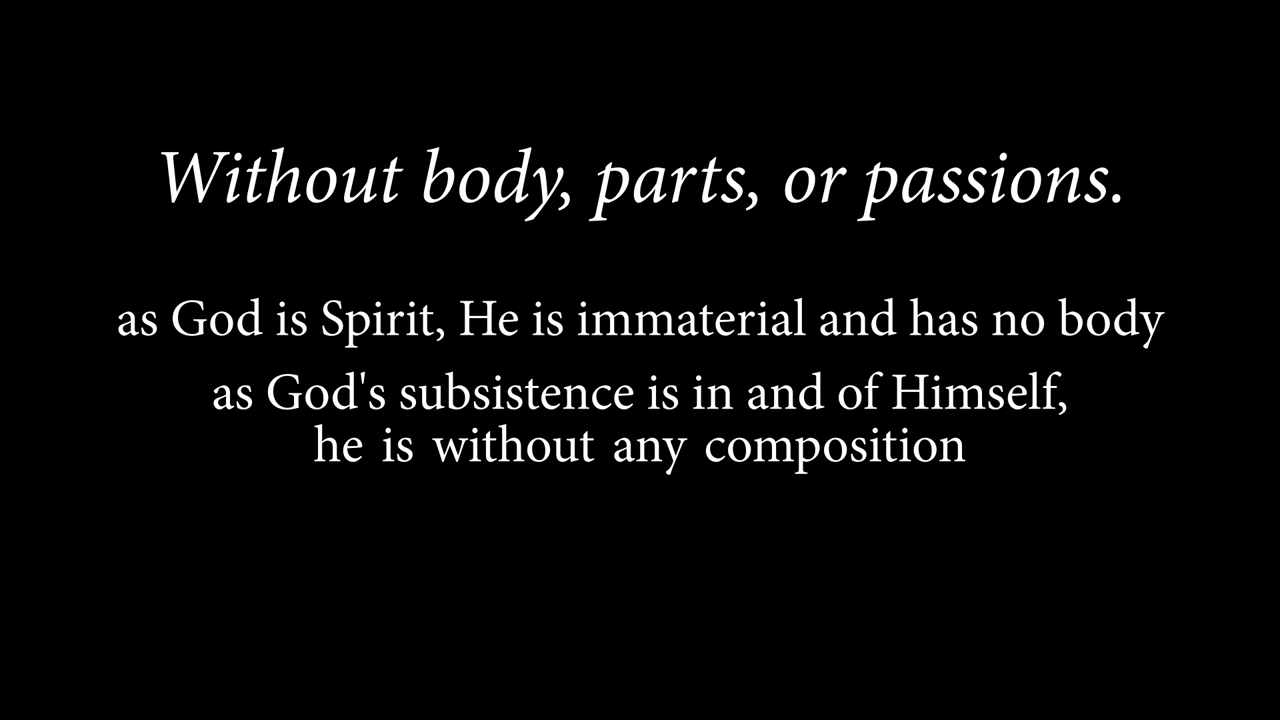 Without body, parts, or passions.
as God is Spirit, He is immaterial and has no body
as God's subsistence is in and of Himself,
he is without any composition